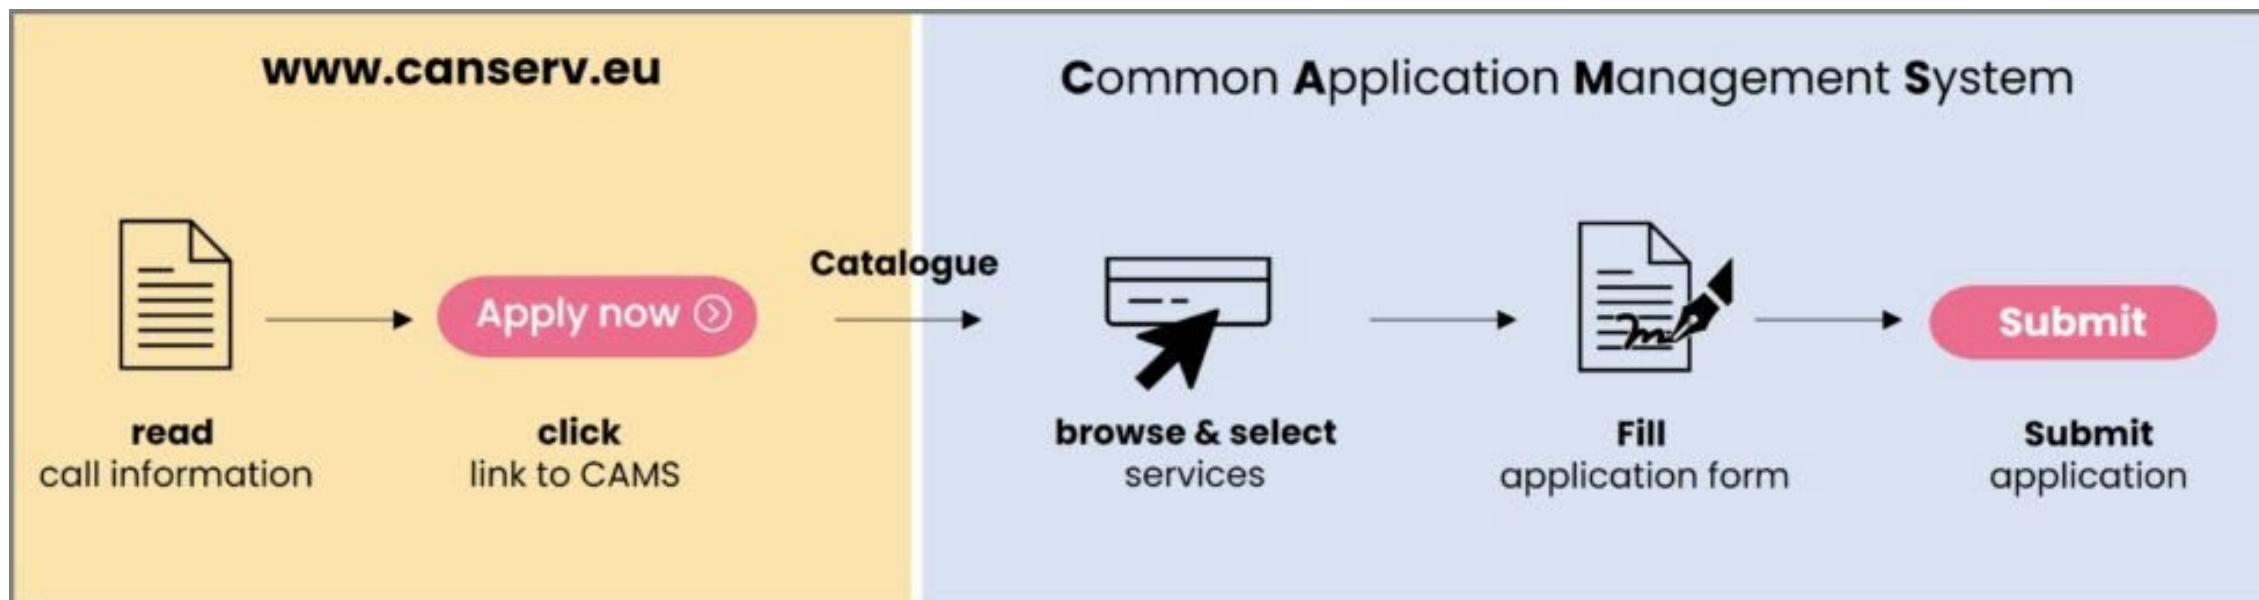 www.canserv.eu
Common Application Management System
Catalogue
Apply now
Submit
read
call information
click
link to CAMS
browse & select
services
Fill
application form
Submit
application